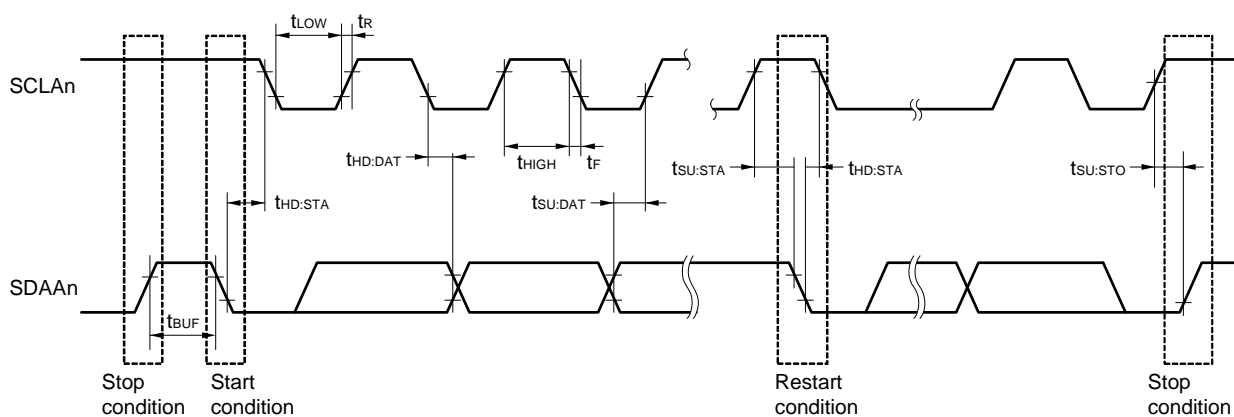 tLOW tR
SCLAn
tHD:DAT tHIGH tF tSU:STA tHD:STA tSU:STO
tHD:STA tSU:DAT
SDAAn
tBUF
Stop
condition
Start
condition
Restart
condition
Stop
condition